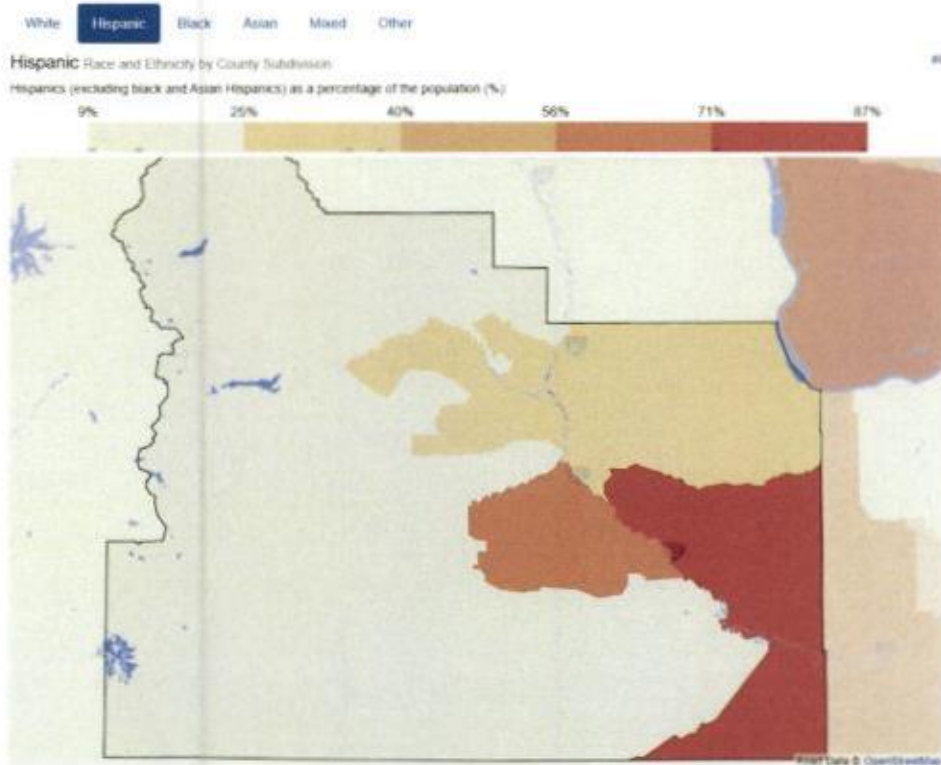 White Hispanic Black Asian Mixed Other
Hispanic Race and Ethnicity by County Subdivision
Hispanics (excluding black and Asian Hispanics) as a percentage of the population (%):
9% 25% 40% 56% 71% 87%
OpenStreetMap